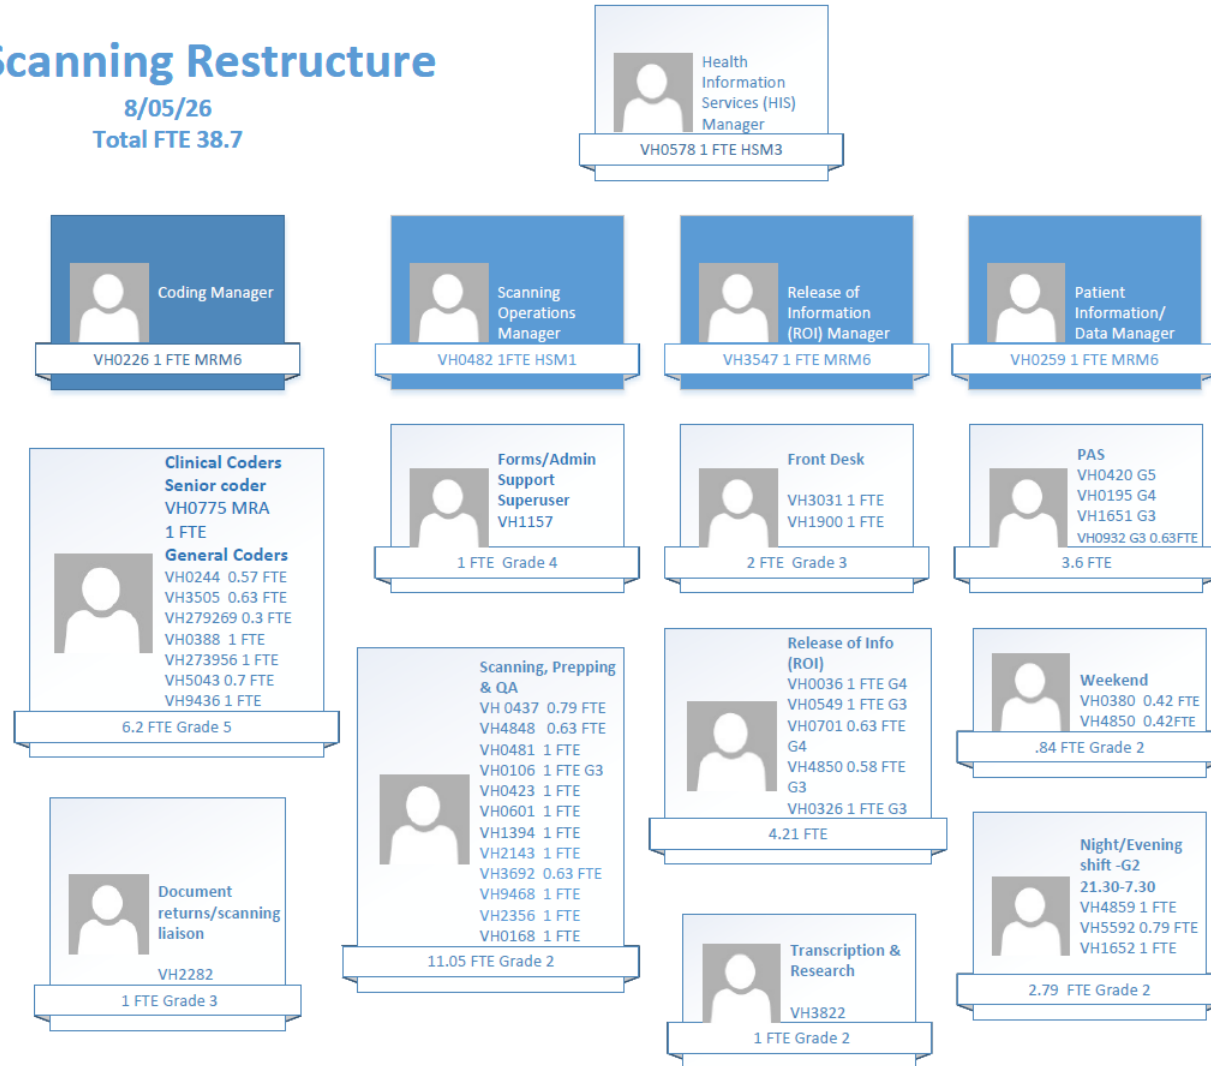 Scanning Restructure
8/05/26
Total FTE 38.7
Health
Information
Services (HIS)
Manager
VH0578 1 FTE HSM3
Coding Manager
VH0226 1 FTE MRM6
Scanning
Operations
Manager
VH0482 1FTE HSM1
Release of
Information
(ROI) Manager
VH3547 1 FTE MRM6
Patient
Information/
Data Manager
VH0259 1 FTE MRM6
Clinical Coders
Senior coder
VH0775 MRA
1 FTE
General Coders
VH0244 0.57 FTE
VH3505 0.63 FTE
VH279269 0.3 FTE
VH0388 1 FTE
VH273956 1 FTE
VH5043 0.7 FTE
VH9436 1 FTE
6.2 FTE Grade 5
Forms/Admin
Support
Superuser
VH1157
1 FTE Grade 4
Front Desk
VH3031 1 FTE
VH1900 1 FTE
2 FTE Grade 3
PAS
VH0420 G5
VH0195 G4
VH1651 G3
VH0932 G3 0.63FTE
3.6 FTE
Scanning, Prepping
& QA
VH 0437 0.79 FTE
VH4848 0.63 FTE
VH0481 1 FTE
VH0106 1 FTE G3
VH0423 1 FTE
VH0601 1 FTE
VH1394 1 FTE
VH2143 1 FTE
VH3692 0.63 FTE
VH9468 1 FTE
VH2356 1 FTE
VH0168 1 FTE
11.05 FTE Grade 2
Release of Info
(ROI)
VH0036 1 FTE G4
VH0549 1 FTE G3
VH0701 0.63 FTE
G4
VH4850 0.58 FTE
G3
VH0326 1 FTE G3
4.21 FTE
Weekend
VH0380 0.42 FTE
VH4850 0.42FTE
.84 FTE Grade 2
Document
returns/scanning
liaison
VH2282
1 FTE Grade 3
Transcription &
Research
VH3822
1 FTE Grade 2
Night/Evening
shift -G2
21.30-7.30
VH4859 1 FTE
VH5592 0.79 FTE
VH1652 1 FTE
2.79 FTE Grade 2